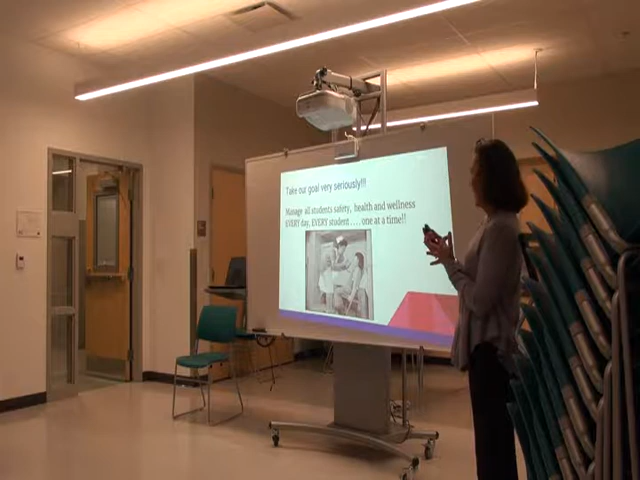 Take our goal very seriously!!!
Manage all students safety, health and wellness
EVERY day, EVERY student . . . . one at a time!!